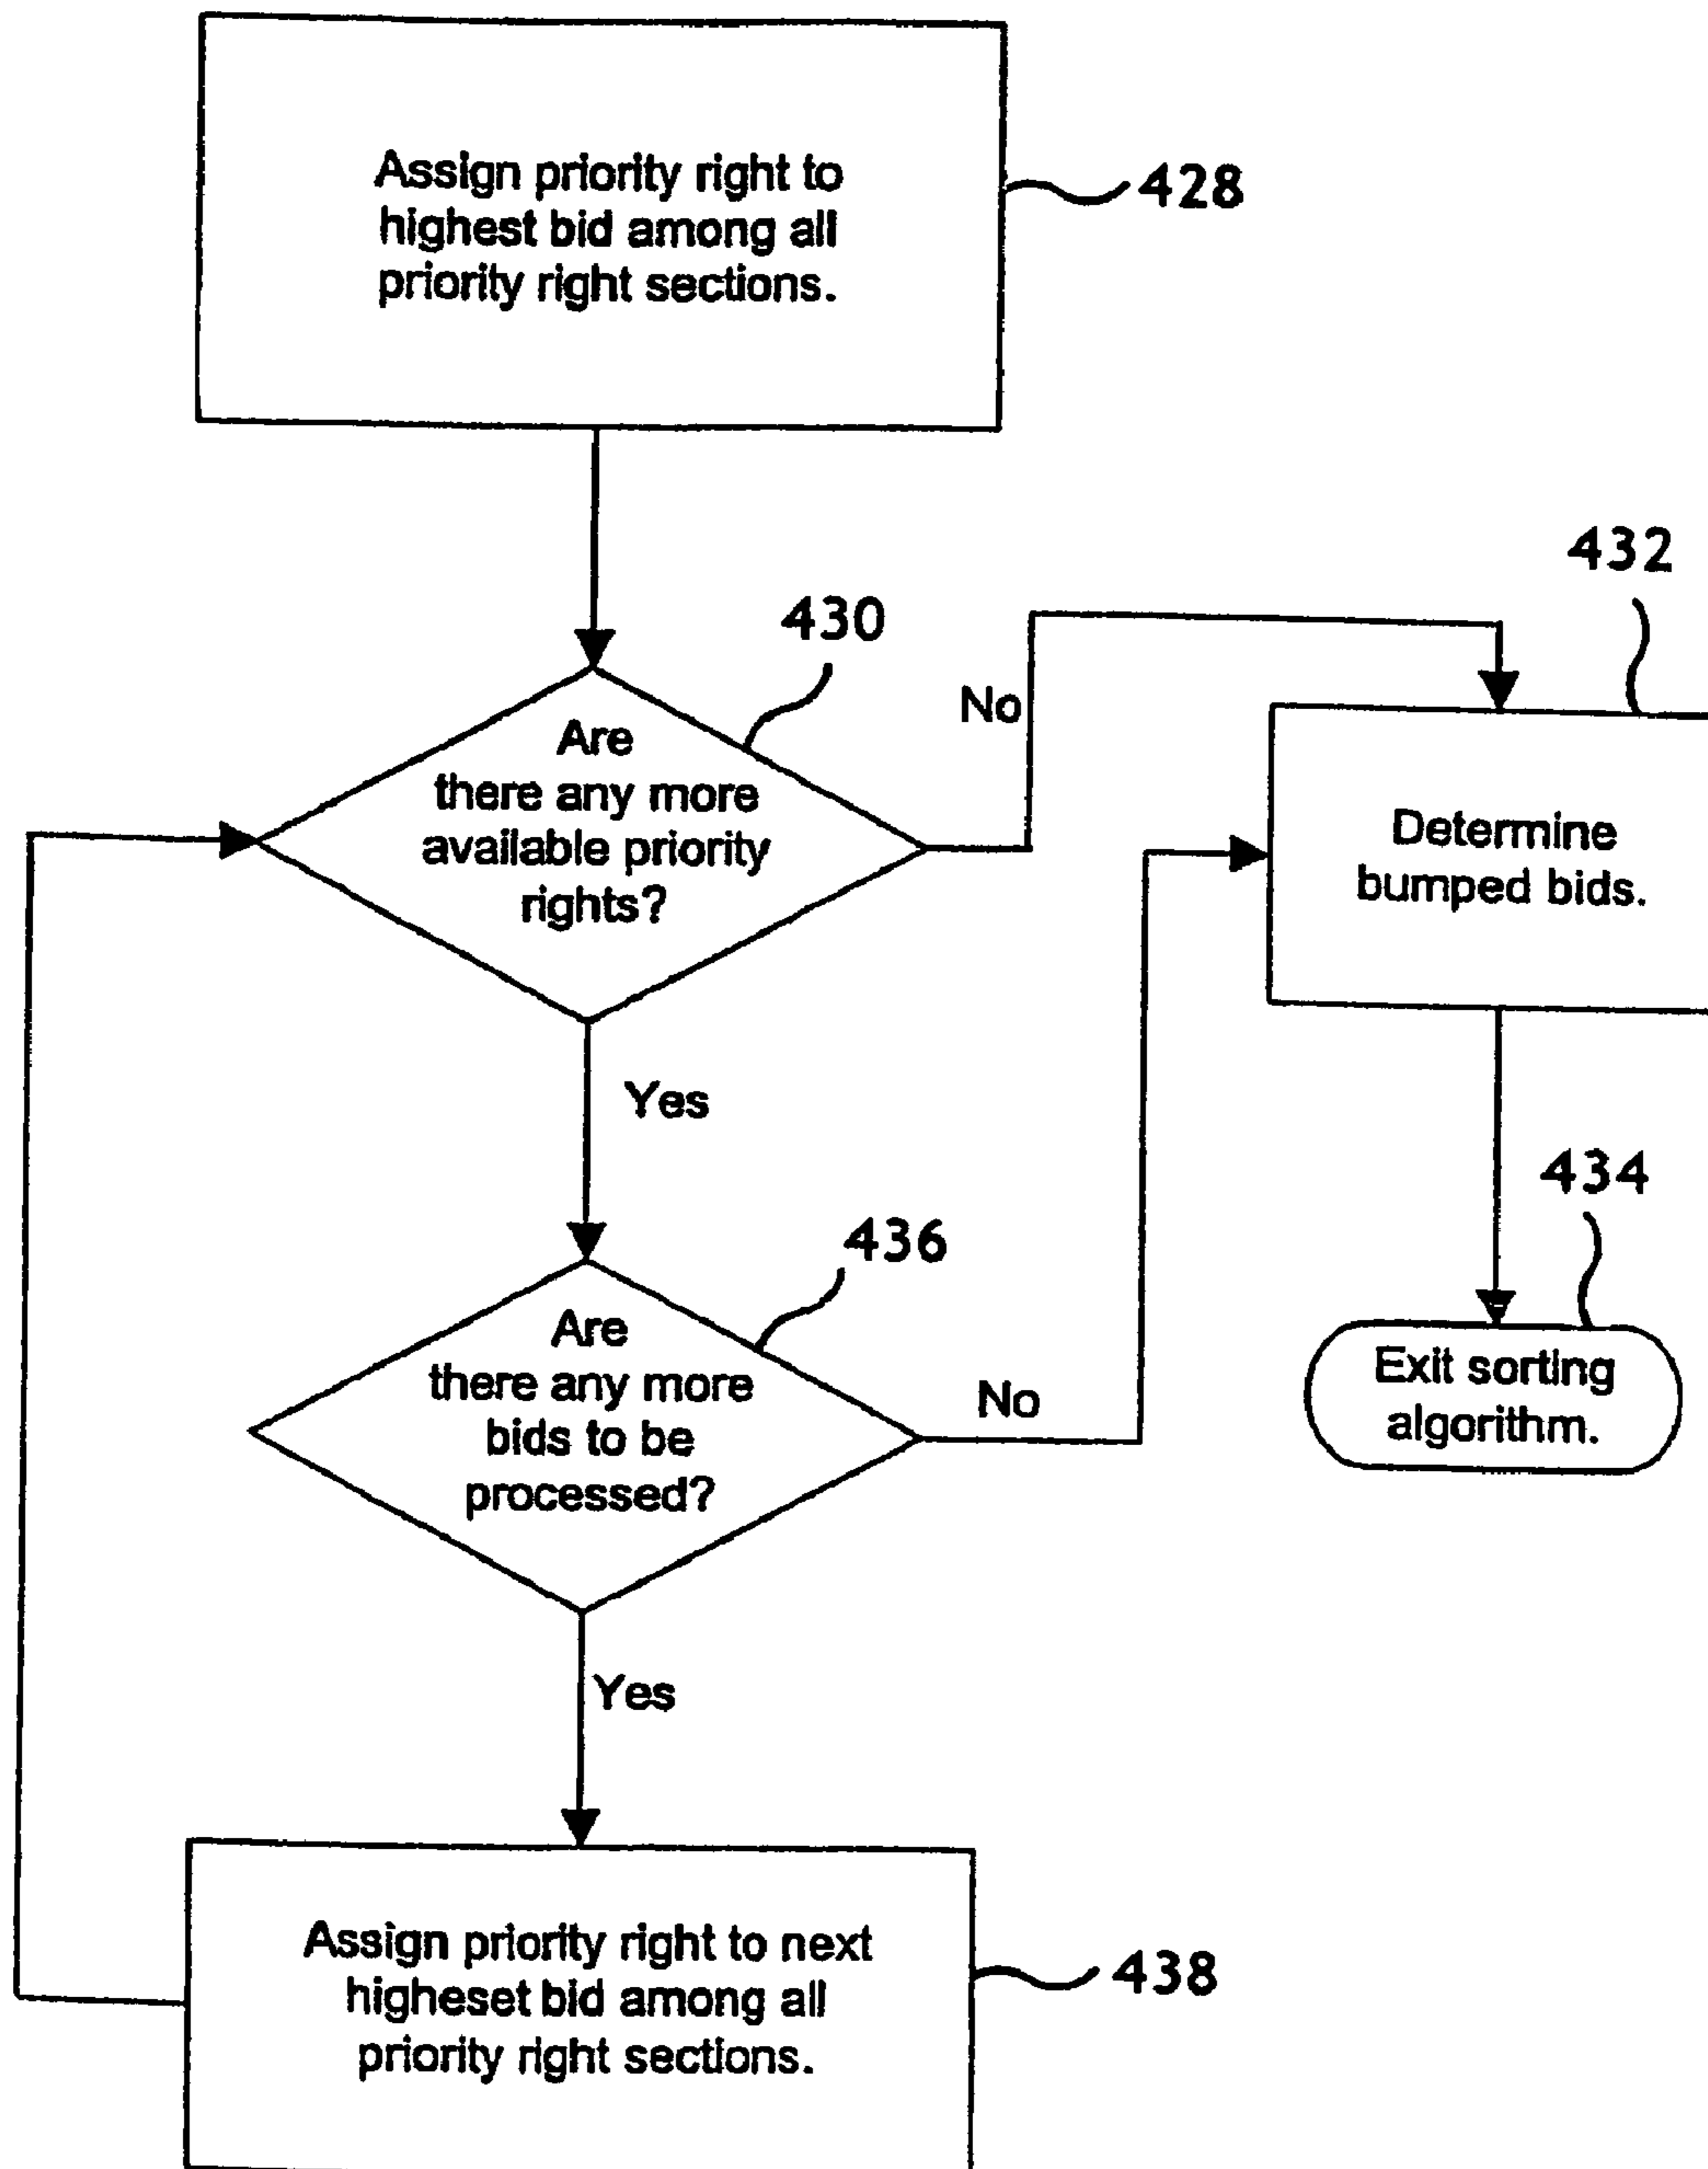 Assign priority right to
highest bid among all
priority right sections.
428
430
432
No
Are
there any more
available priority
rights?
Determine
bumped bids.
Yes
434
436
Are
there any more
bids to be
processed?
No
Exit sorting
algorithm.
Yes
Assign priority right to next
higheset bid among all
priority right sections.
438